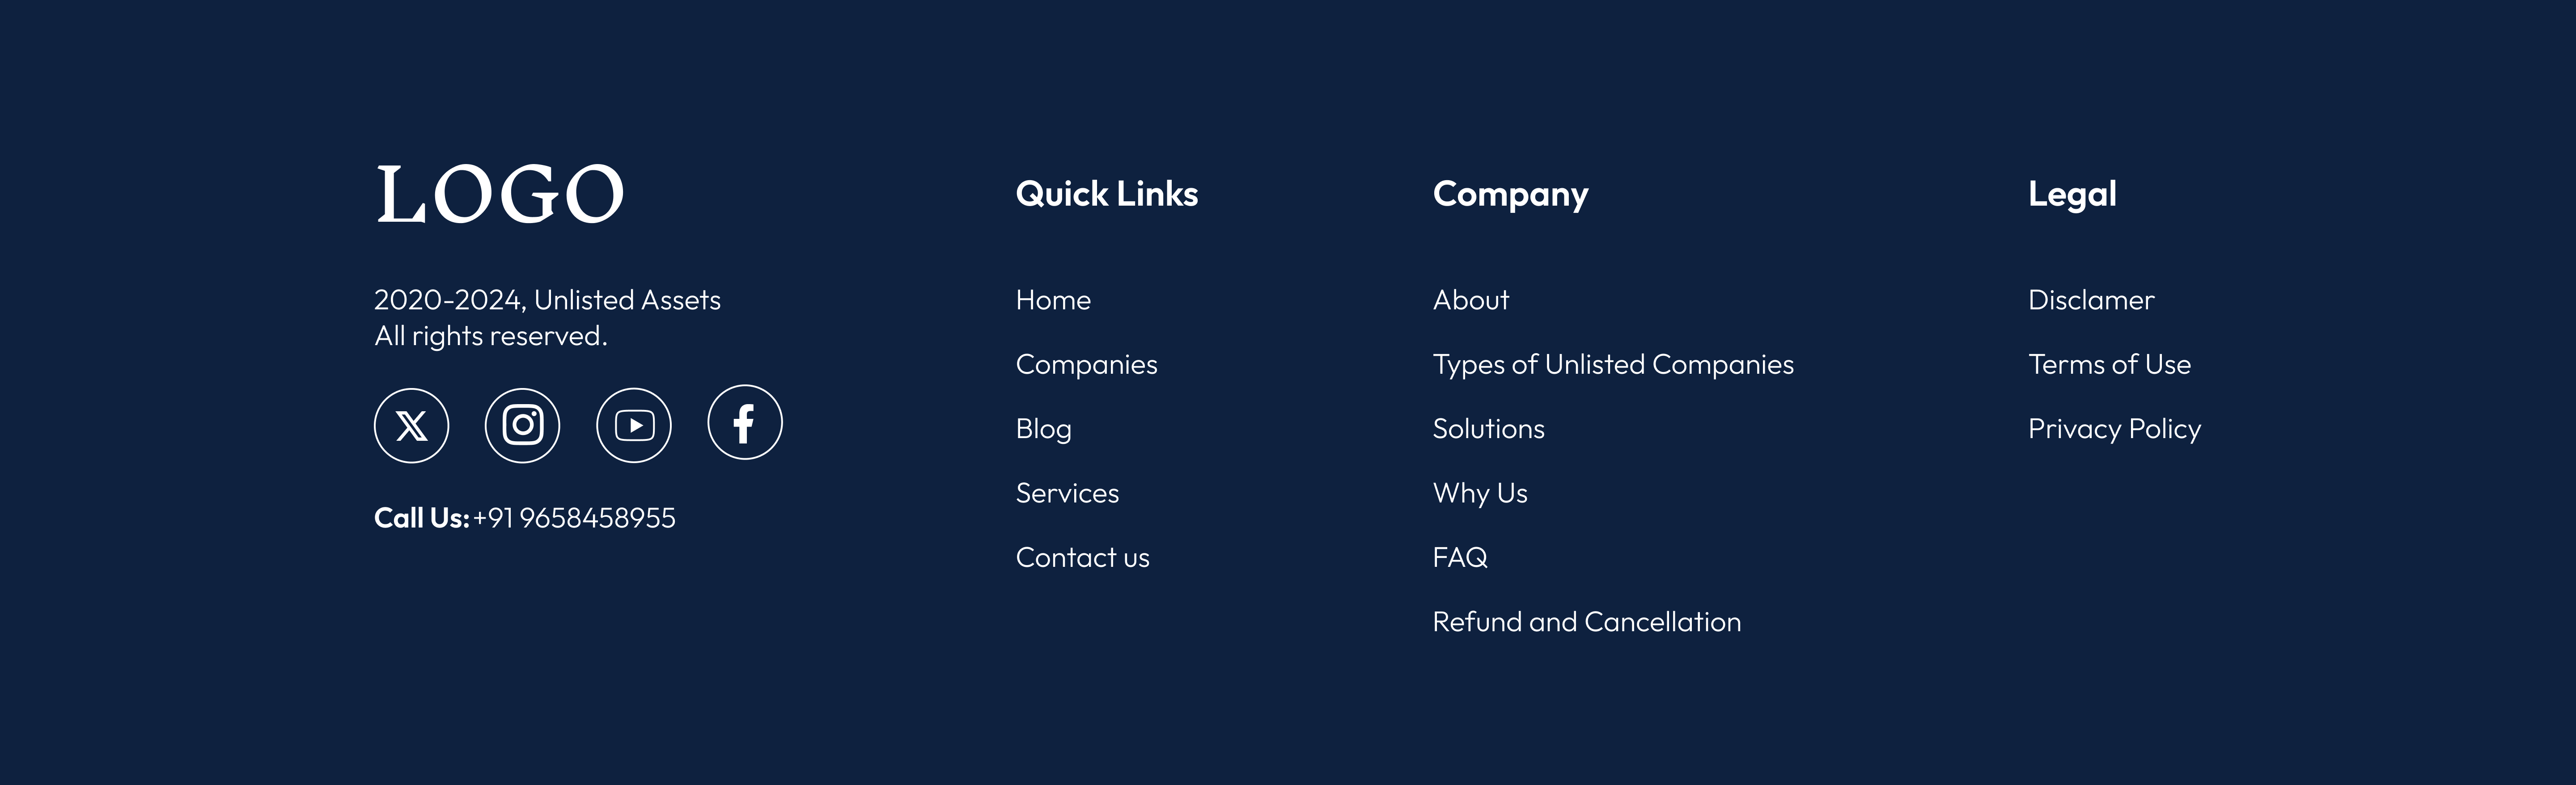 LOGO
2020-2024, Unlisted Assets
All rights reserved.
Call Us: +91 9658458955
Quick Links
Home
Companies
Blog
Services
Contact us
Company
About
Types of Unlisted Companies
Solutions
Why Us
FAQ
Refund and Cancellation
Legal
Disclamer
Terms of Use
Privacy Policy